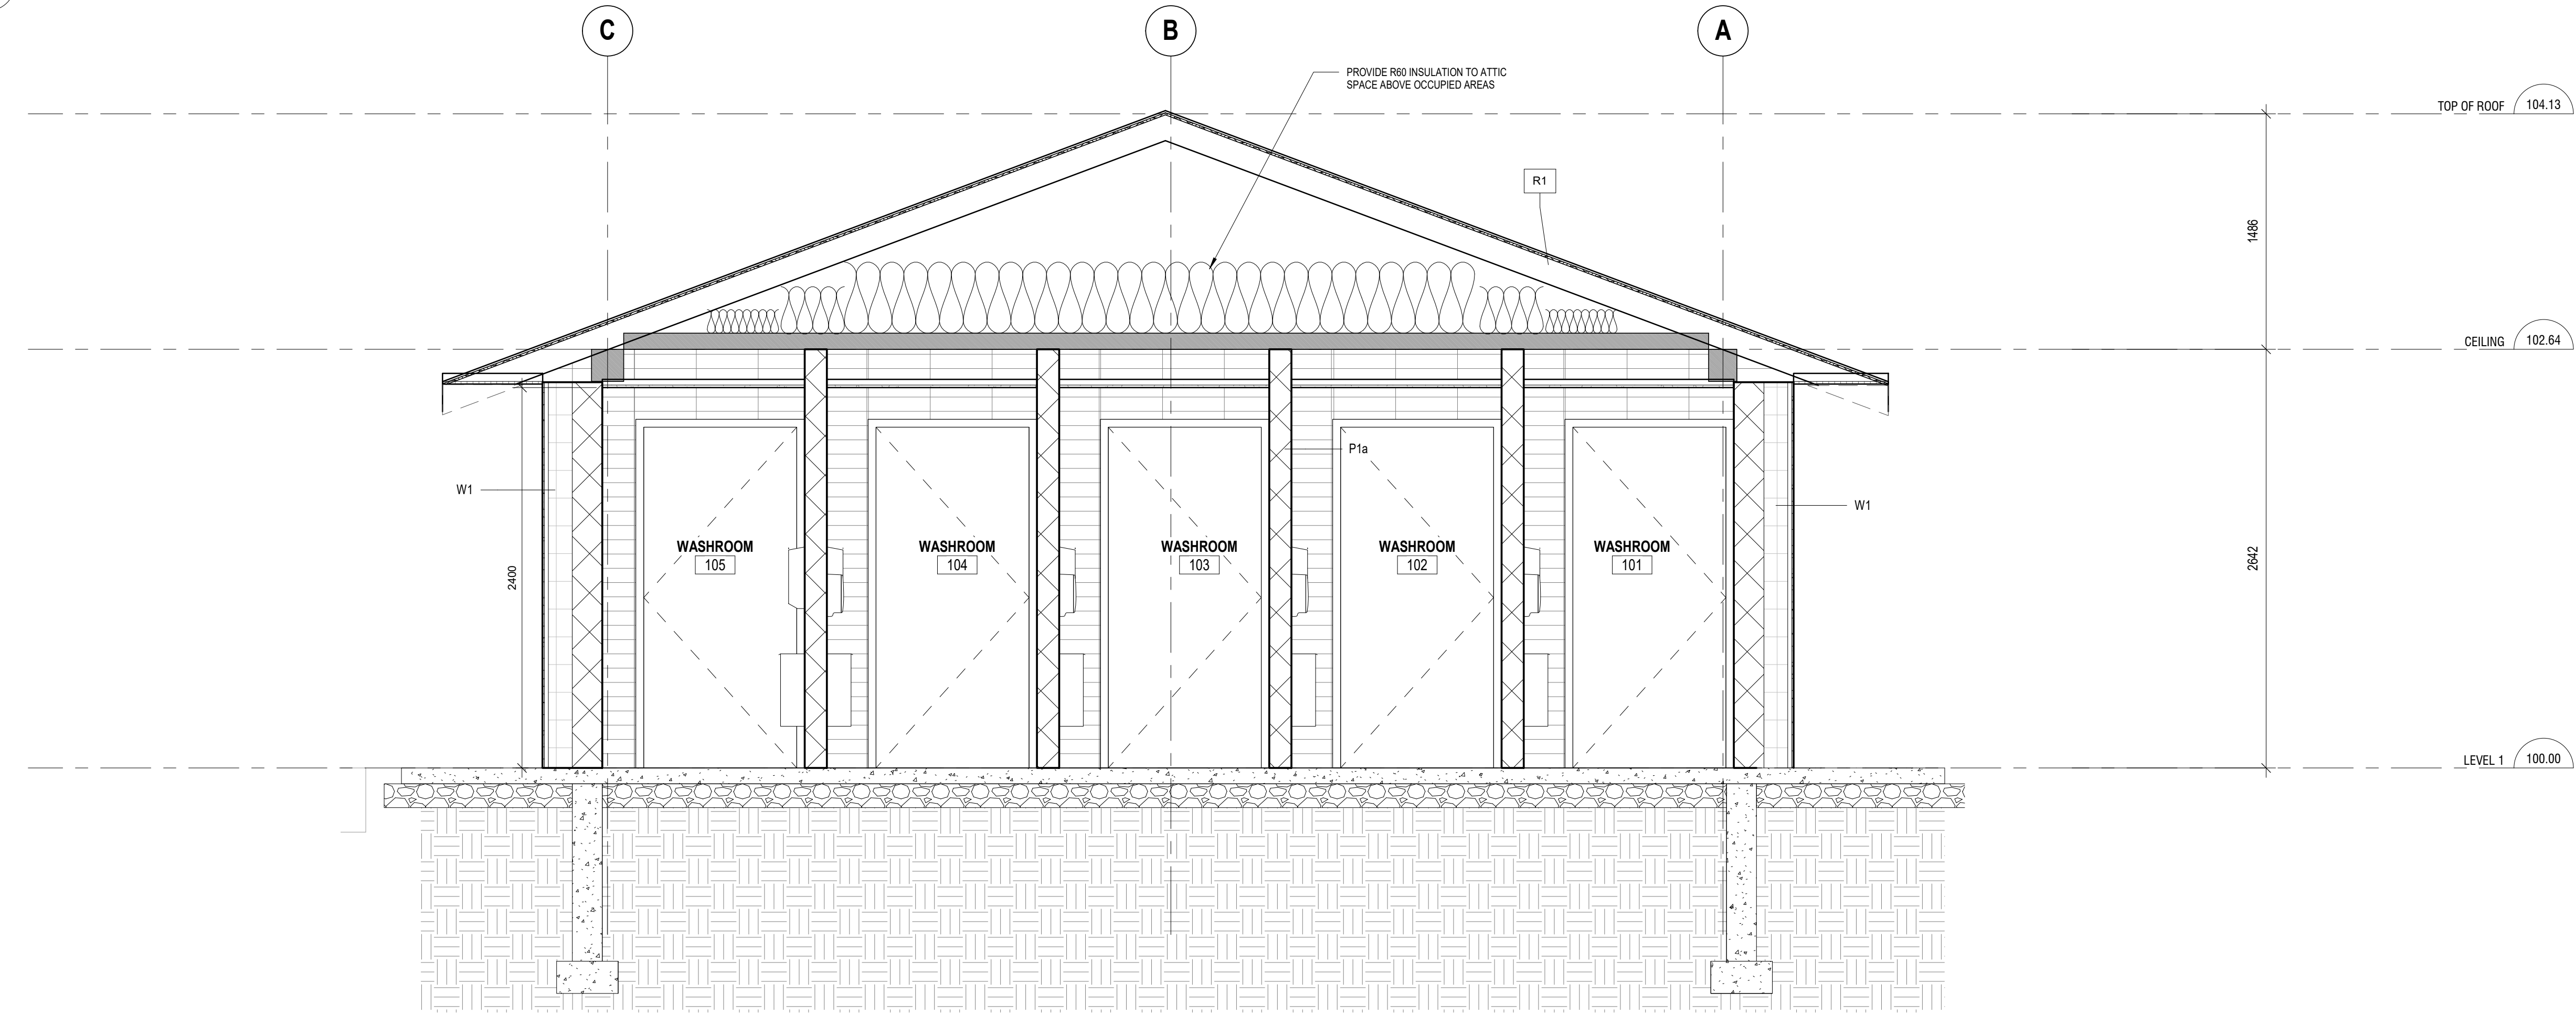 C
B
A
PROVIDE R60 INSULATION TO ATTIC
SPACE ABOVE OCCUPIED AREAS
TOP OF ROOF 104.13
R1
1486
CEILING 102.64
P1a
W1
W1
WASHROOM
105
WASHROOM
104
WASHROOM
103
WASHROOM
102
WASHROOM
101
2400
2642
LEVEL 1 100.00